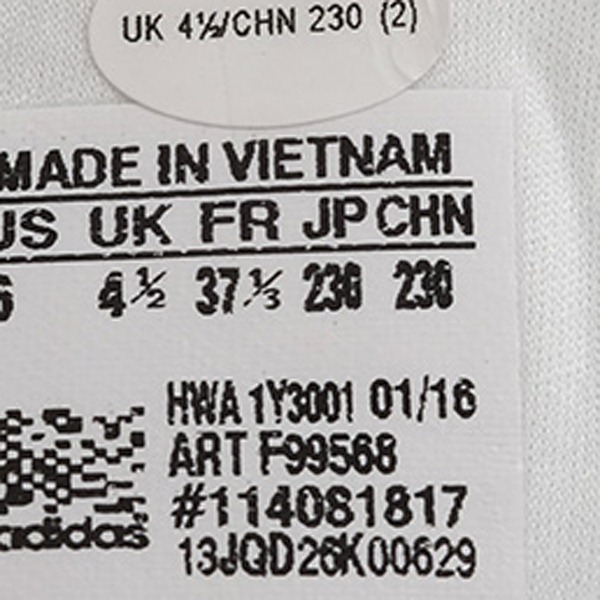 UK 4½/CHN 230 (2)
MADE IN VIETNAM
US UK FR JP CHN
6 4½ 37⅓ 230 230
HWA 1Y3001 01/16
ART F99568
#114081817
adidas
13JQD26K00629